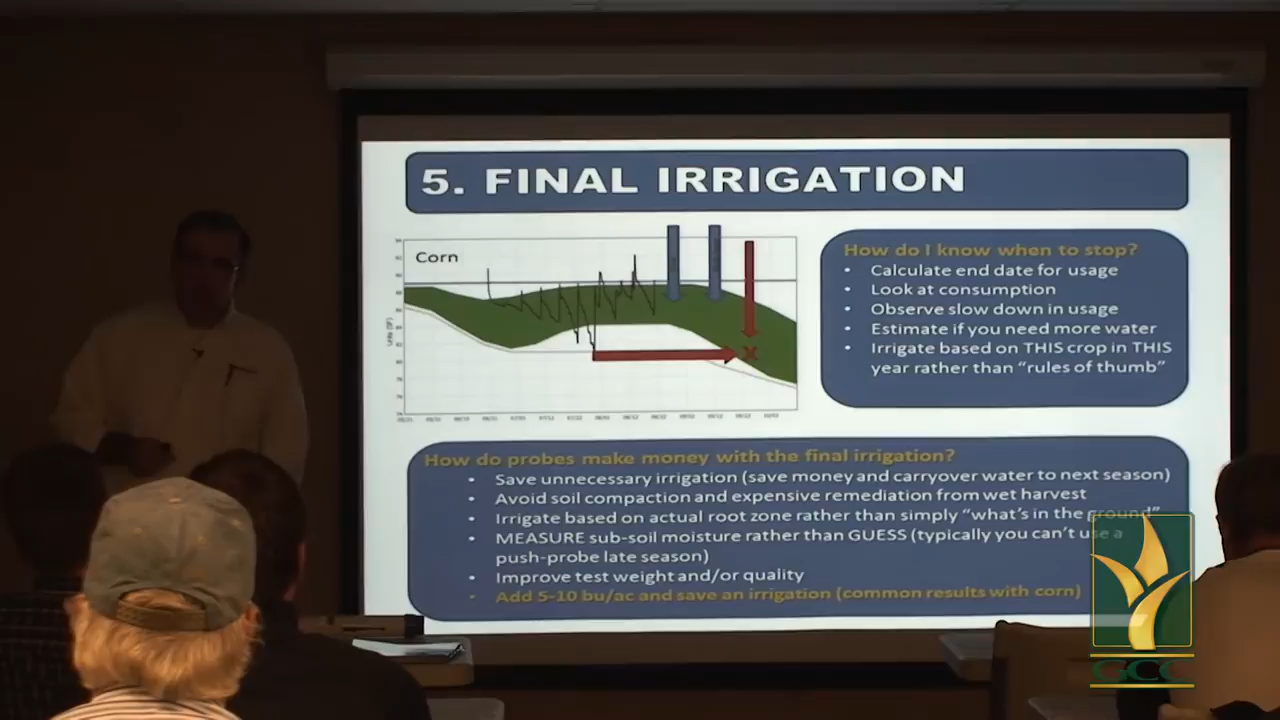 5. FINAL IRRIGATION
Corn
How do I know when to stop?
• Calculate end date for usage
• Look at consumption
• Observe slow down in usage
• Estimate if you need more water
• Irrigate based on THIS crop in THIS
year rather than “rules of thumb”
How do probes make money with the final irrigation?
• Save unnecessary irrigation (save money and carryover water to next season)
• Avoid soil compaction and expensive remediation from wet harvest
• Irrigate based on actual root zone rather than simply “what’s in the ground”
• MEASURE sub-soil moisture rather than GUESS (typically you can’t use a
push-probe late season)
• Improve test weight and/or quality
• Add 5-10 bu/ac and save an irrigation (common results with corn)
GCC